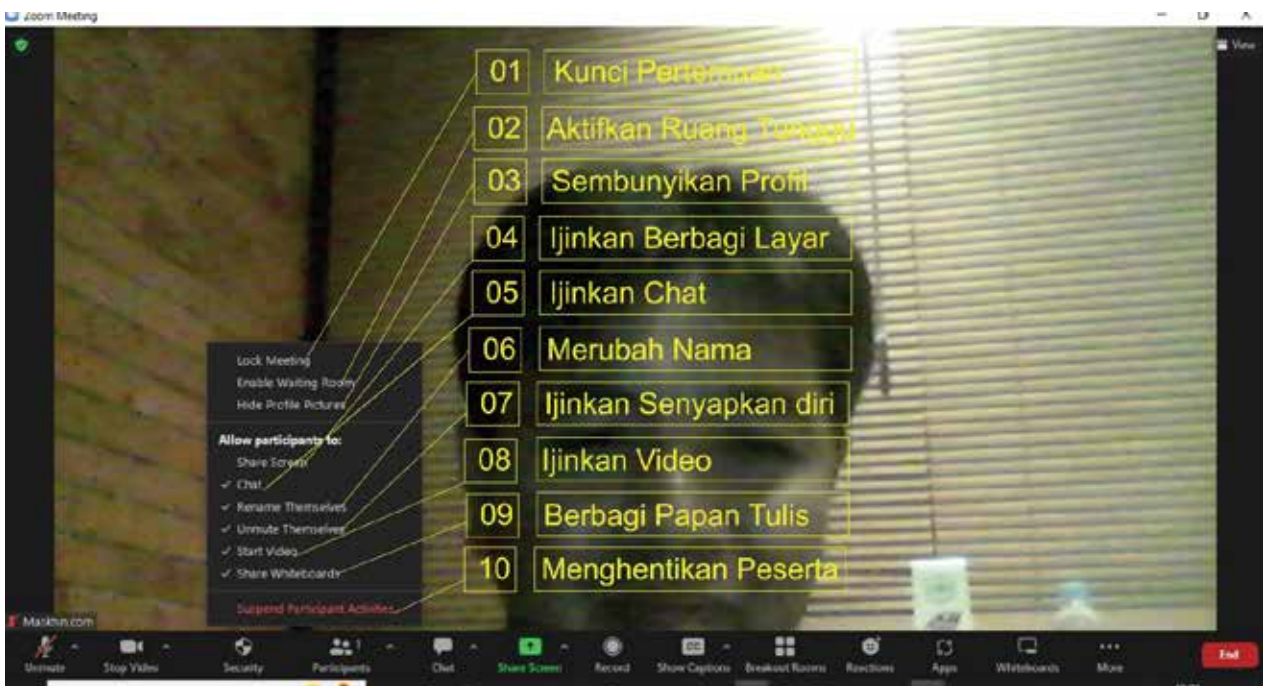 Zoom Meeting
View
01 Kunci Pertemuan
02 Aktifkan Ruang Tunggu
03 Sembunyikan Profil
04 Ijinkan Berbagi Layar
05 Ijinkan Chat
06 Merubah Nama
07 Ijinkan Senyapkan diri
08 Ijinkan Video
09 Berbagi Papan Tulis
10 Menghentikan Peserta
Lock Meeting
Enable Waiting Room
Hide Profile Pictures
Allow participants to:
Share Screen
Chat
Rename Themselves
Unmute Themselves
Start Video
Share Whiteboards
Suspend Participant Activities
Unmute Stop Video Security Participants 1 Chat Share Screen Record CC Show Captions Breakout Rooms Reactions Apps Whiteboards More End